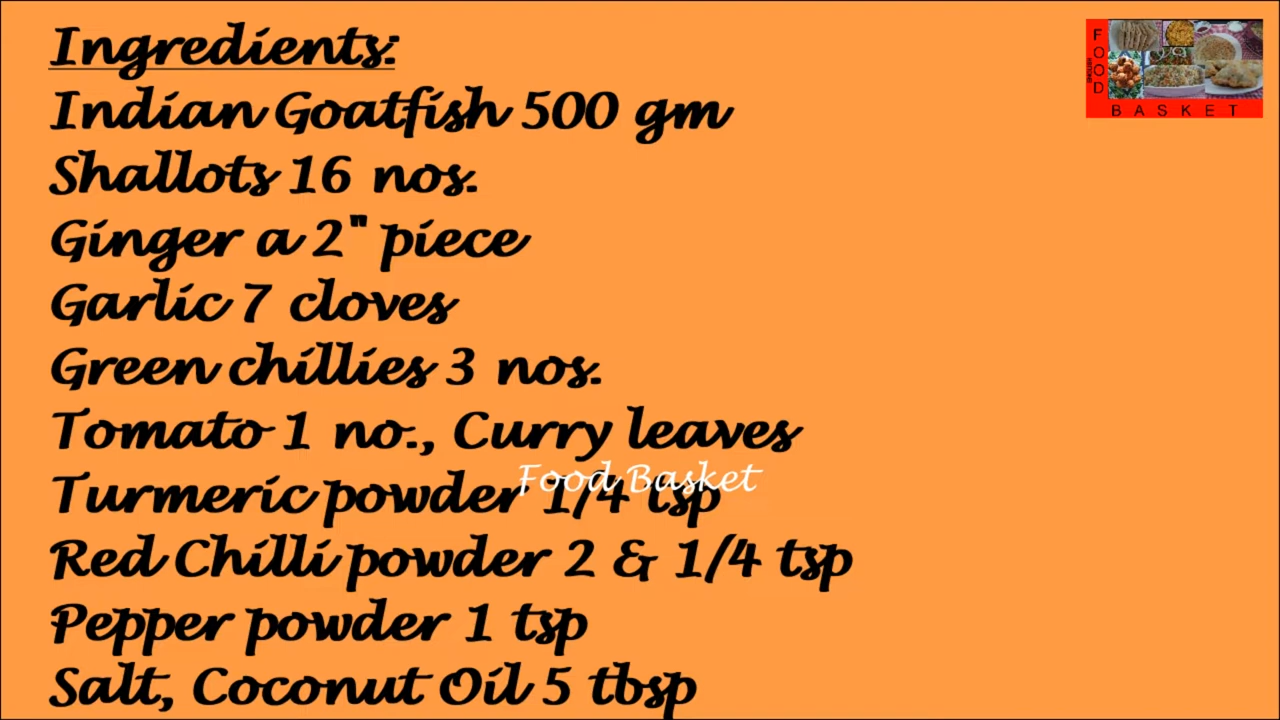 Ingredients:
Indian Goatfish 500 gm
Shallots 16 nos.
Ginger a 2" piece
Garlic 7 cloves
Green chillies 3 nos.
Tomato 1 no., Curry leaves
Turmeric powder 1/4 tsp
Food Basket
Red Chilli powder 2 & 1/4 tsp
Pepper powder 1 tsp
Salt, Coconut Oil 5 tbsp
FOOD
BASKET